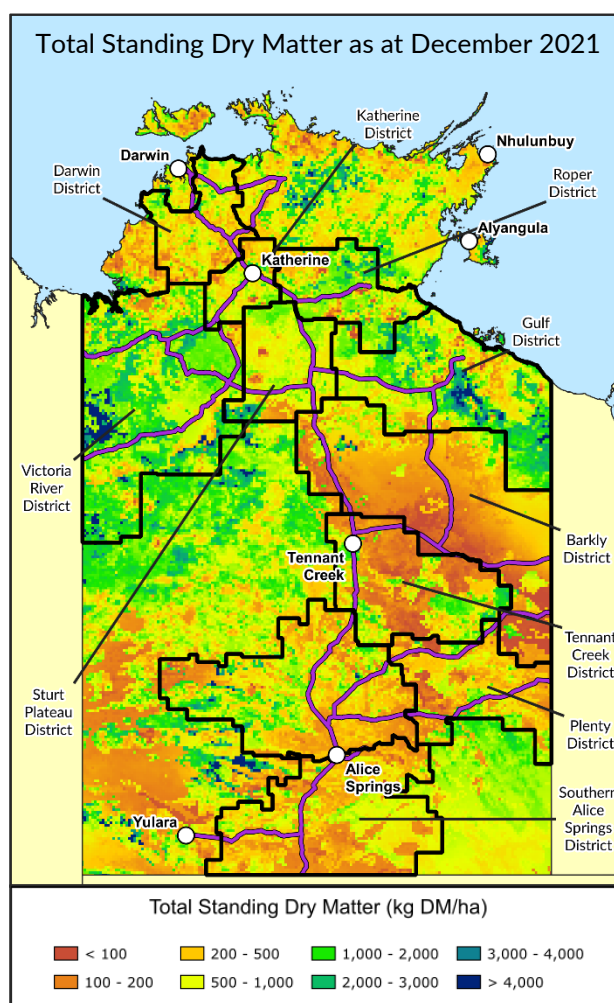 Total Standing Dry Matter as at December 2021
Katherine
District
Nhulunbuy
Darwin
Darwin
District
Roper
District
Alyangula
Katherine
Gulf
District
Victoria
River
District
Barkly
District
Tennant
Creek
Tennant
Creek
District
Sturt
Plateau
District
Plenty
District
Alice
Springs
Southern
Alice
Springs
District
Yulara
Total Standing Dry Matter (kg DM/ha)
< 100
200 - 500
1,000 - 2,000
3,000 - 4,000
100 - 200
500 - 1,000
2,000 - 3,000
> 4,000